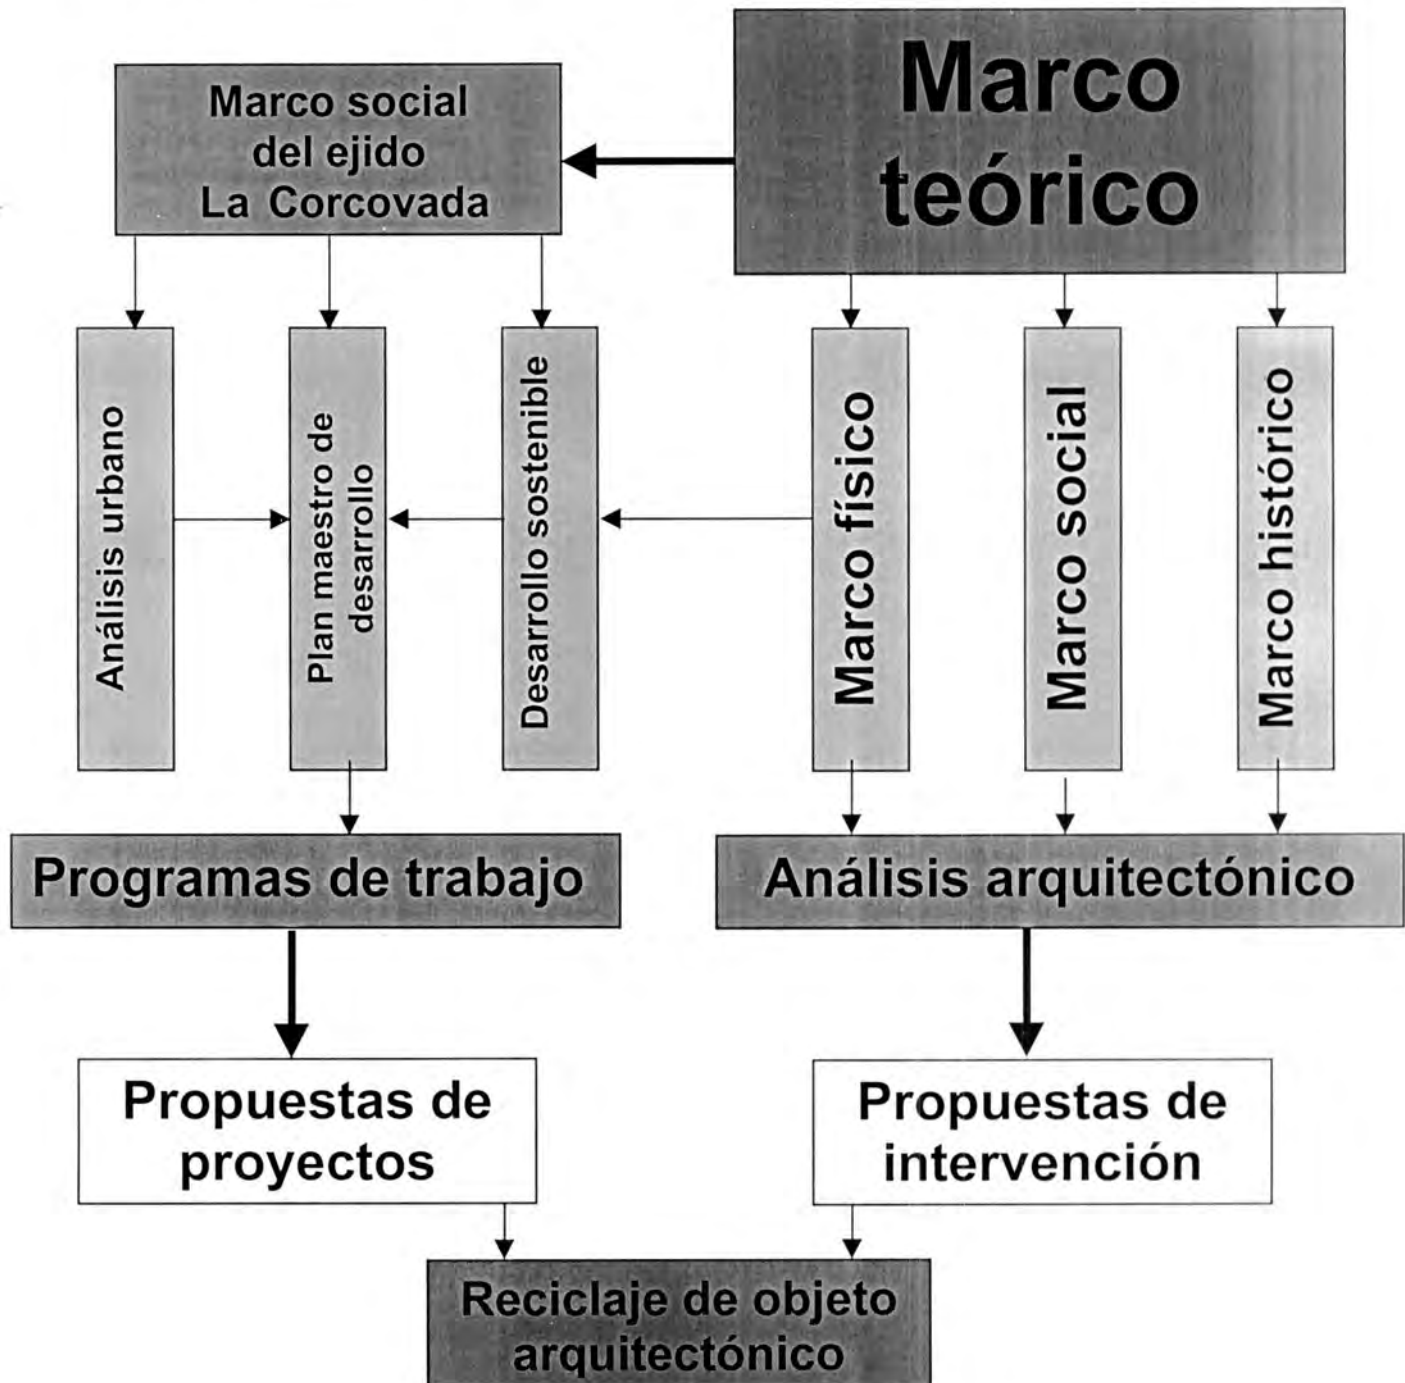 Marco
teórico
Marco social
del ejido
La Corcovada
Análisis urbano
Plan maestro de
desarrollo
Desarrollo sostenible
Marco físico
Marco social
Marco histórico
Programas de trabajo
Análisis arquitectónico
Propuestas de
proyectos
Propuestas de
intervención
Reciclaje de objeto
arquitectónico